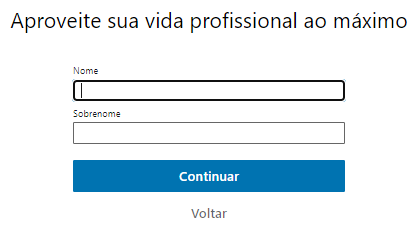 Aproveite sua vida profissional ao máximo
Nome
Sobrenome
Continuar
Voltar